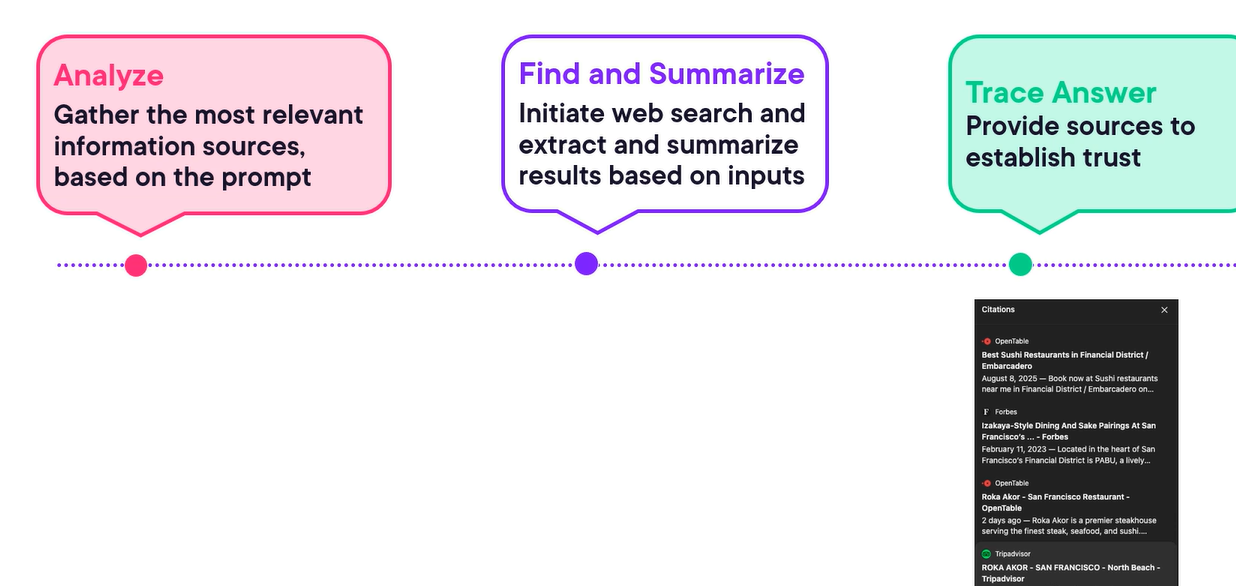 Analyze
Gather the most relevant
information sources,
based on the prompt
Find and Summarize
Initiate web search and
extract and summarize
results based on inputs
Trace Answer
Provide sources to
establish trust
Citations
OpenTable
Best Sushi Restaurants in Financial District /
Embarcadero
August 8, 2025 — Book now at Sushi restaurants
near me in Financial District / Embarcadero on...
F Forbes
Izakaya-Style Dining And Sake Pairings At San
Francisco's ... - Forbes
February 11, 2023 — Located in the heart of San
Francisco's Financial District is PABU, a lively...
OpenTable
Roka Akor - San Francisco Restaurant -
OpenTable
2 days ago — Roka Akor is a premier steakhouse
serving the finest steak, seafood, and sushi....
Tripadvisor
ROKA AKOR - SAN FRANCISCO - North Beach -
Tripadvisor